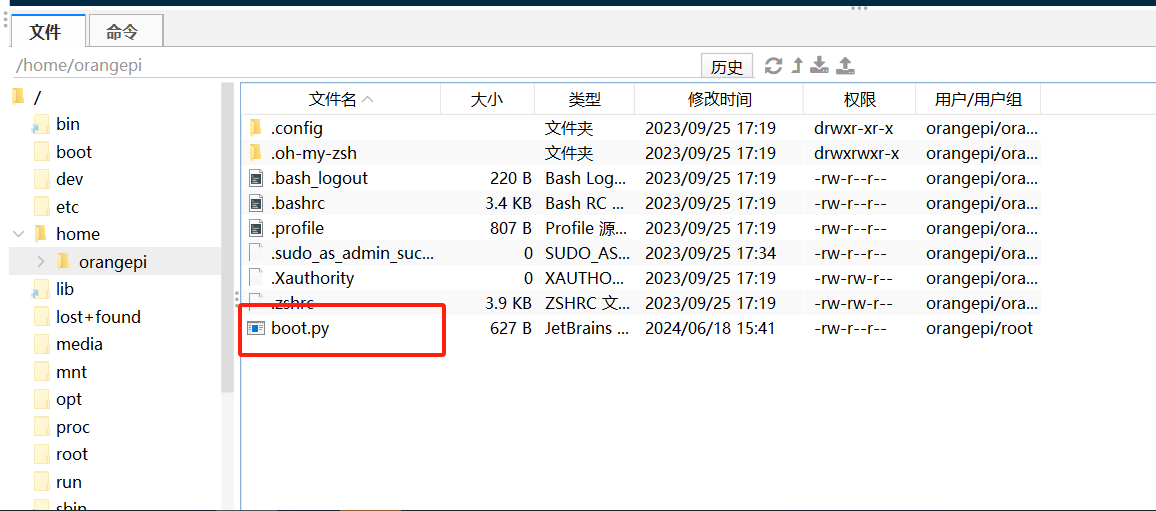 文件 命令
/home/orangepi 历史
/
bin
boot
dev
etc
home
orangepi
lib
lost+found
media
mnt
opt
proc
root
run
sbin
文件名 大小 类型 修改时间 权限 用户/用户组
.config 文件夹 2023/09/25 17:19 drwxr-xr-x orangepi/ora...
.oh-my-zsh 文件夹 2023/09/25 17:19 drwxrwxr-x orangepi/ora...
.bash_logout 220 B Bash Log... 2023/09/25 17:19 -rw-r--r-- orangepi/ora...
.bashrc 3.4 KB Bash RC ... 2023/09/25 17:19 -rw-r--r-- orangepi/ora...
.profile 807 B Profile 源... 2023/09/25 17:19 -rw-r--r-- orangepi/ora...
.sudo_as_admin_suc... 0 SUDO_AS... 2023/09/25 17:34 -rw-r--r-- orangepi/ora...
.Xauthority 0 XAUTHO... 2023/09/25 17:19 -rw-rw-r-- orangepi/ora...
.zshrc 3.9 KB ZSHRC 文... 2023/09/25 17:19 -rw-r--r-- orangepi/ora...
boot.py 627 B JetBrains ... 2024/06/18 15:41 -rw-r--r-- orangepi/root